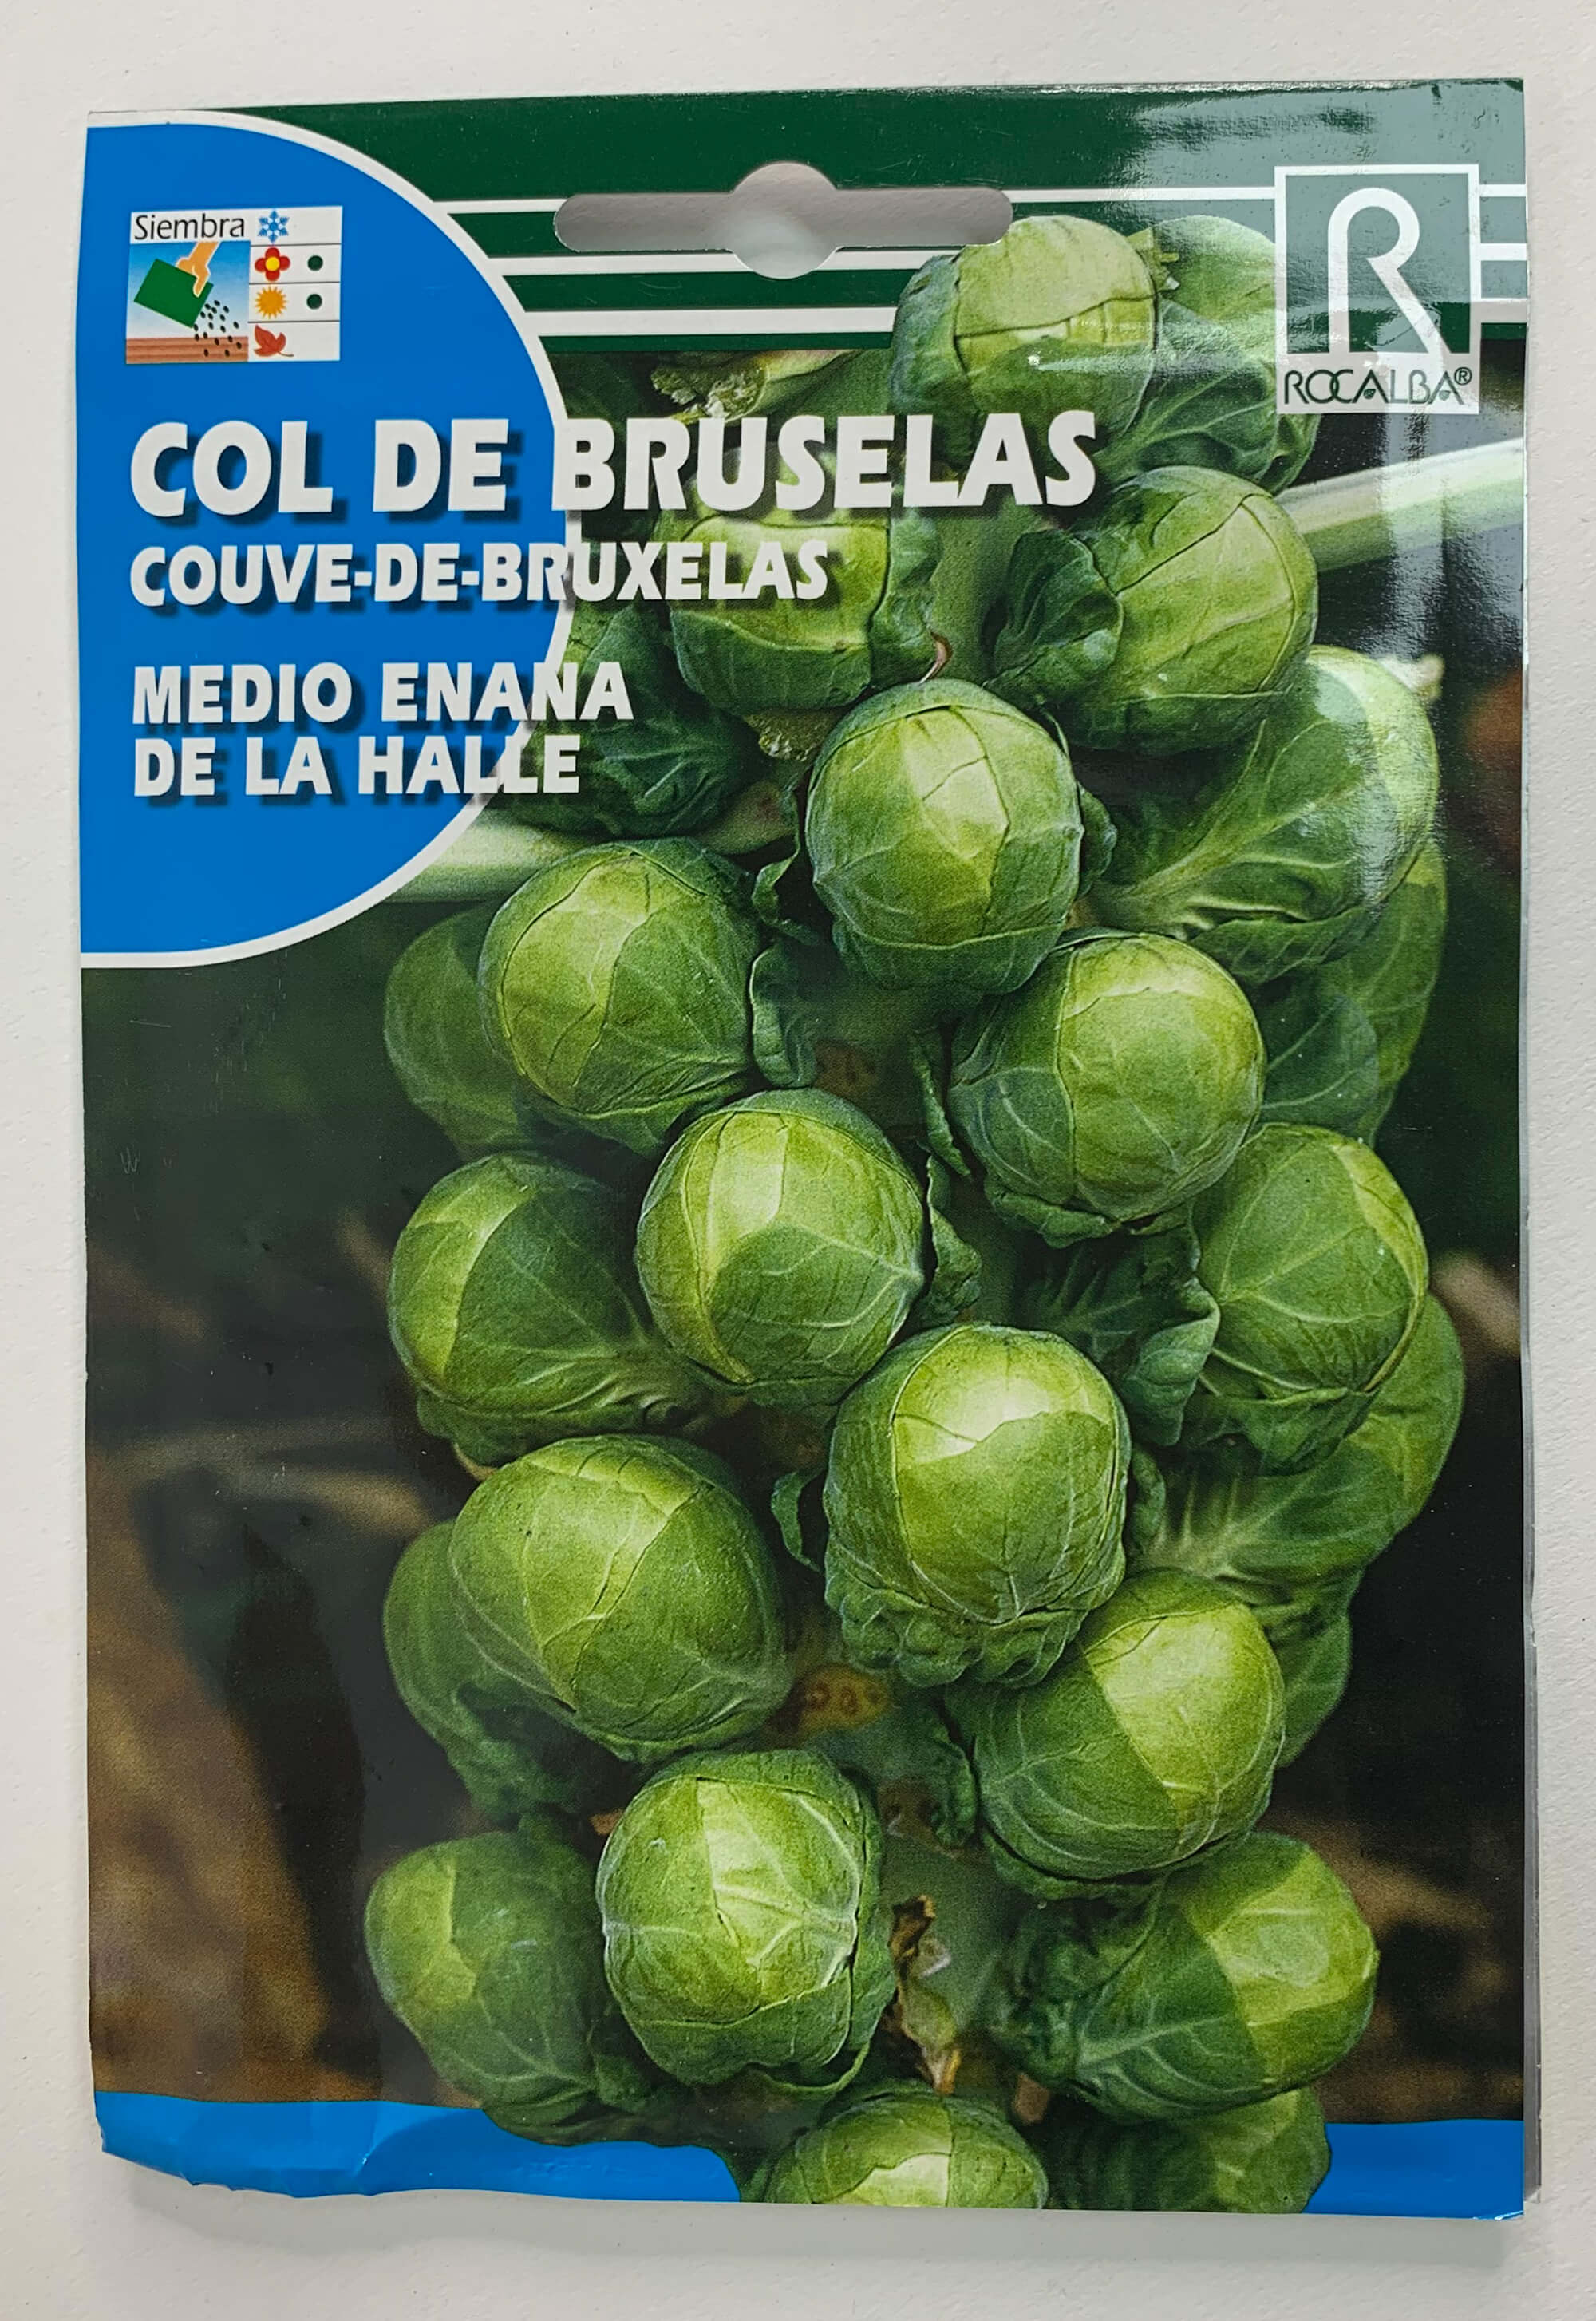 Siembra
R
ROCALBA®
COL DE BRUSELAS
COUVE-DE-BRUXELAS
MEDIO ENANA
DE LA HALLE